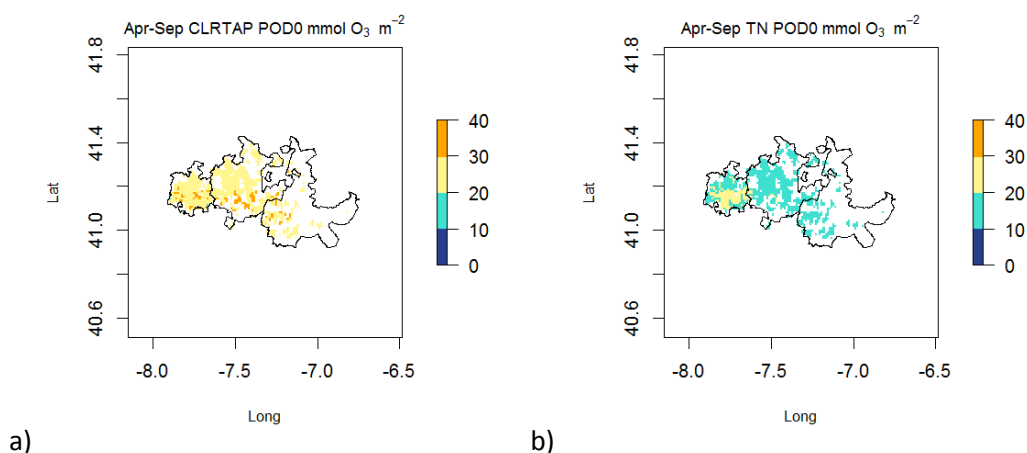 Apr-Sep CLRTAP POD0 mmol O₃ m⁻²
41.8
41.4
41.0
40.6
Lat
-8.0 -7.5 -7.0 -6.5
Long
40
30
20
10
0
a)
Apr-Sep TN POD0 mmol O₃ m⁻²
41.8
41.4
41.0
40.6
Lat
-8.0 -7.5 -7.0 -6.5
Long
40
30
20
10
0
b)